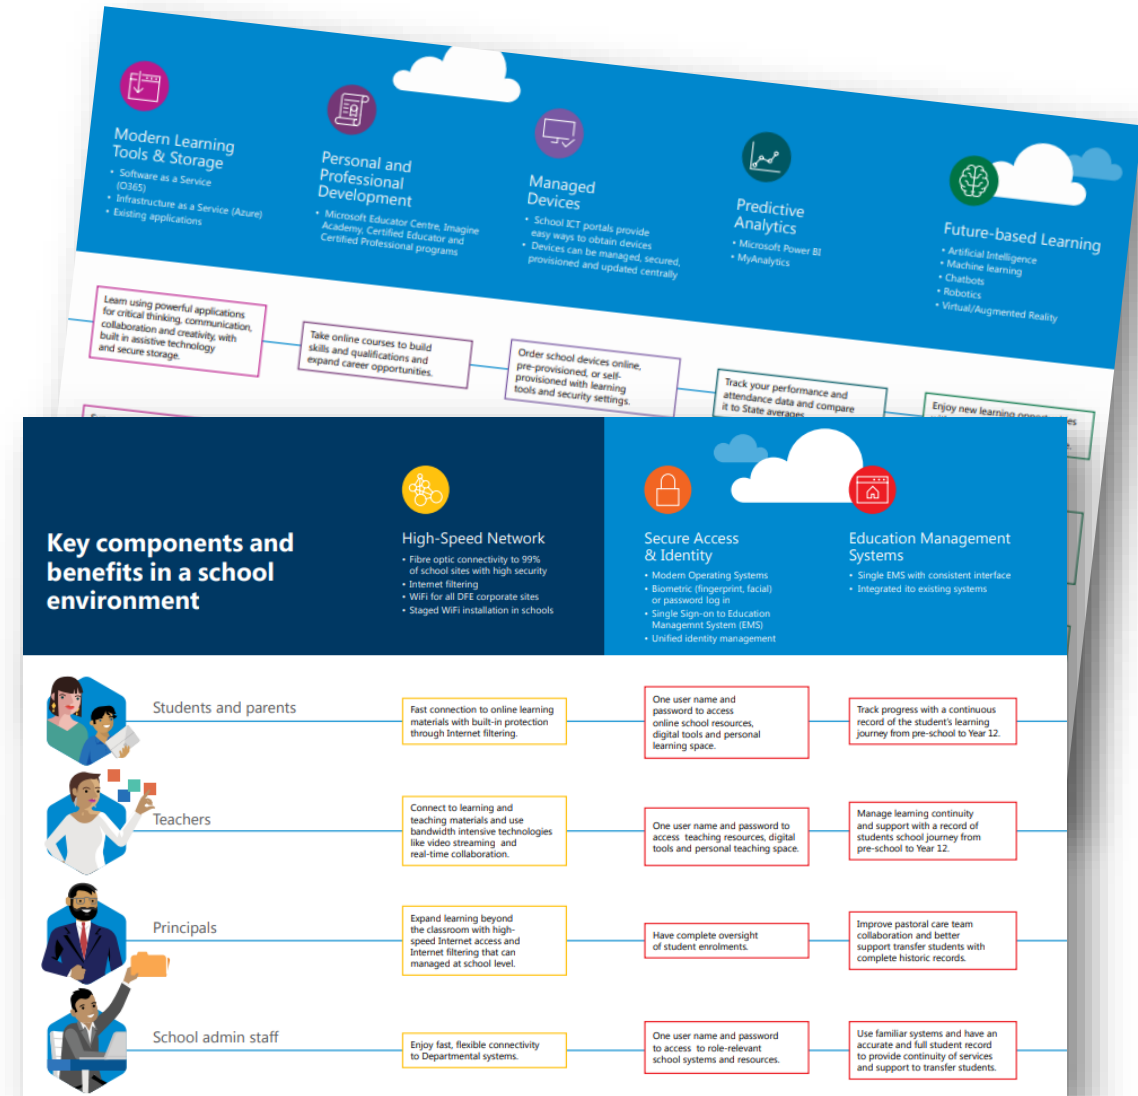 Modern Learning
Tools & Storage
• Software as a Service
(O365)
• Infrastructure as a Service (Azure)
• Existing applications
Personal and
Professional
Development
• Microsoft Educator Centre, Imagine
Academy, Certified Educator and
Certified Professional programs
Managed
Devices
• School ICT portals provide
easy ways to obtain devices
• Devices can be managed, secured,
provisioned and updated centrally
Predictive
Analytics
• Microsoft Power BI
• MyAnalytics
Future-based Learning
• Artificial Intelligence
• Machine learning
• Chatbots
• Robotics
• Virtual/Augmented Reality
Learn using powerful applications
for critical thinking, communication,
collaboration and creativity, with
built in assistive technology
and secure storage.
Take online courses to build
skills and qualifications and
expand career opportunities.
Order school devices online,
pre-provisioned, or self-
provisioned with learning
tools and security settings.
Track your performance and
attendance data and compare
it to State averages
Enjoy new learning opportunities
Key components and
benefits in a school
environment
High-Speed Network
• Fibre optic connectivity to 99%
of school sites with high security
• Internet filtering
• WiFi for all DFE corporate sites
• Staged WiFi installation in schools
Secure Access
& Identity
• Modern Operating Systems
• Biometric (fingerprint, facial)
or password log in
• Single Sign-on to Education
Managemnt System (EMS)
• Unified identity management
Education Management
Systems
• Single EMS with consistent interface
• Integrated ito existing systems
Students and parents
Fast connection to online learning
materials with built-in protection
through Internet filtering.
One user name and
password to access
online school resources,
digital tools and personal
learning space.
Track progress with a continuous
record of the student's learning
journey from pre-school to Year 12.
Teachers
Connect to learning and
teaching materials and use
bandwidth intensive technologies
like video streaming and
real-time collaboration.
One user name and password to
access teaching resources, digital
tools and personal teaching space.
Manage learning continuity
and support with a record of
students school journey from
pre-school to Year 12.
Principals
Expand learning beyond
the classroom with high-
speed Internet access and
Internet filtering that can
managed at school level.
Have complete oversight
of student enrolments.
Improve pastoral care team
collaboration and better
support transfer students with
complete historic records.
School admin staff
Enjoy fast, flexible connectivity
to Departmental systems.
One user name and password
to access to role-relevant
school systems and resources.
Use familiar systems and have an
accurate and full student record
to provide continuity of services
and support to transfer students.